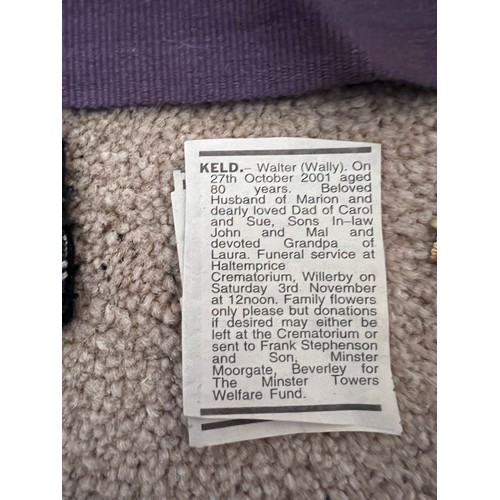 KELD.– Walter (Wally). On
27th October 2001 aged
80 years. Beloved
Husband of Marion and
dearly loved Dad of Carol
and Sue, Sons In–law
John and Mal and
devoted Grandpa of
Laura. Funeral service at
Haltemprice
Crematorium, Willerby on
Saturday 3rd November
at 12noon. Family flowers
only please but donations
if desired may either be
left at the Crematorium or
sent to Frank Stephenson
and Son, Minster
Moorgate, Beverley for
The Minster Towers
Welfare Fund.